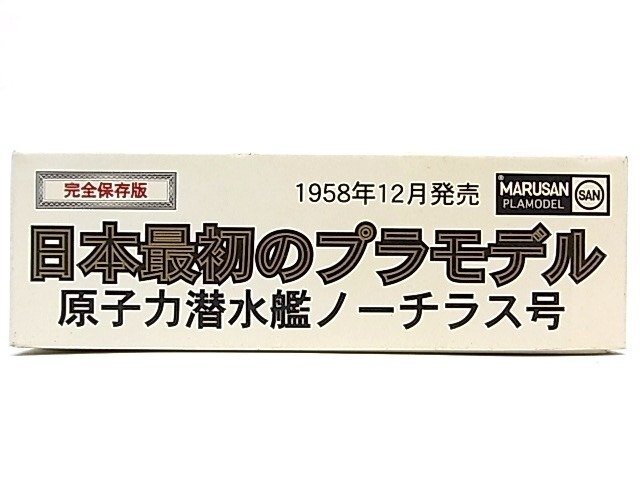 完全保存版
1958年12月発売
MARUSAN
PLAMODEL
SAN
日本最初のプラモデル
原子力潜水艦ノーチラス号